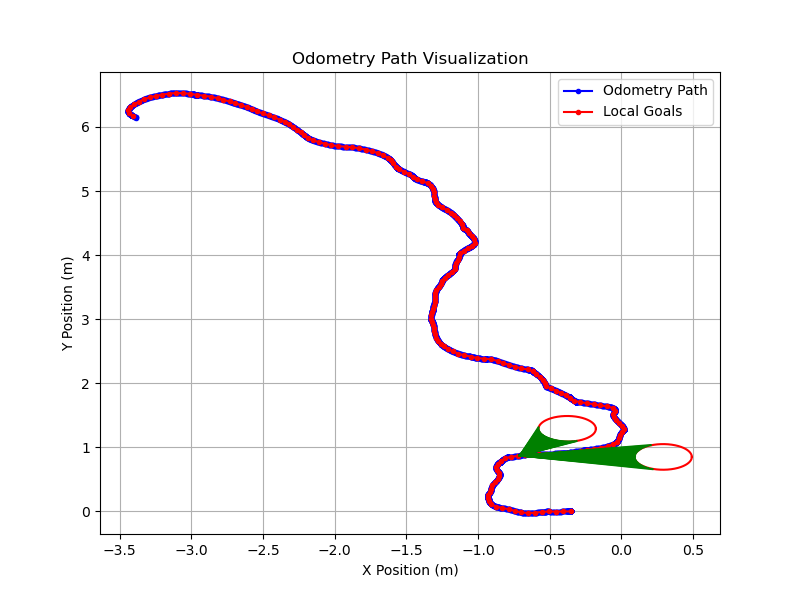 Odometry Path Visualization
Odometry Path
Local Goals
Y Position (m)
6
5
4
3
2
1
0
−3.5 −3.0 −2.5 −2.0 −1.5 −1.0 −0.5 0.0 0.5
X Position (m)